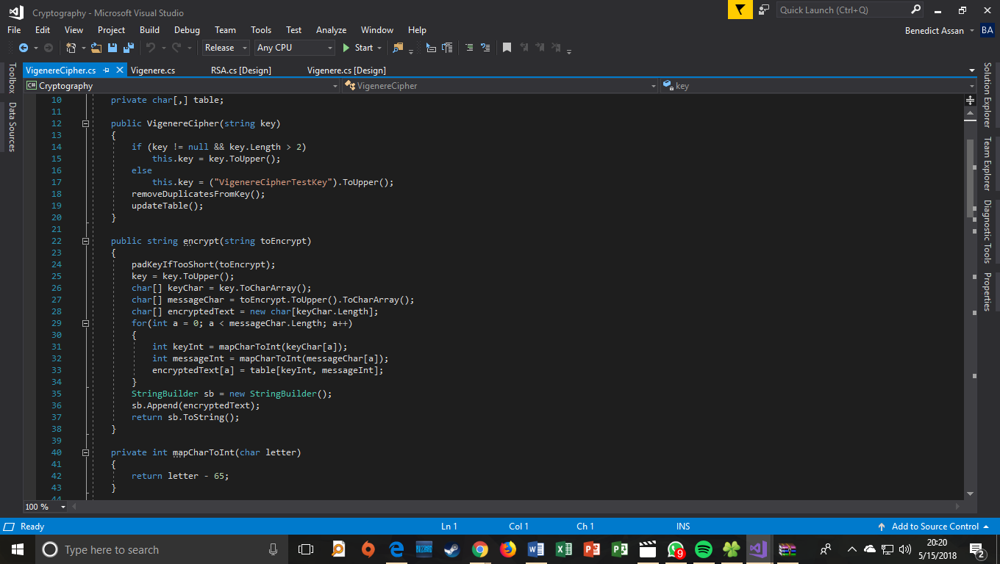 Cryptography - Microsoft Visual Studio
Quick Launch (Ctrl+Q)
File Edit View Project Build Debug Team Tools Test Analyze Window Help
Benedict Assan BA
Release Any CPU Start
VigenereCipher.cs Vigenere.cs RSA.cs [Design] Vigenere.cs [Design]
C# Cryptography VigenereCipher key
Toolbox
Data Sources
Solution Explorer
Team Explorer
Diagnostic Tools
Properties
10 private char[,] table;
11
12 public VigenereCipher(string key)
13 {
14 if (key != null && key.Length > 2)
15 this.key = key.ToUpper();
16 else
17 this.key = ("VigenereCipherTestKey").ToUpper();
18 removeDuplicatesFromKey();
19 updateTable();
20 }
21
22 public string encrypt(string toEncrypt)
23 {
24 padKeyIfTooShort(toEncrypt);
25 key = key.ToUpper();
26 char[] keyChar = key.ToCharArray();
27 char[] messageChar = toEncrypt.ToUpper().ToCharArray();
28 char[] encryptedText = new char[keyChar.Length];
29 for(int a = 0; a < messageChar.Length; a++)
30 {
31 int keyInt = mapCharToInt(keyChar[a]);
32 int messageInt = mapCharToInt(messageChar[a]);
33 encryptedText[a] = table[keyInt, messageInt];
34 }
35 StringBuilder sb = new StringBuilder();
36 sb.Append(encryptedText);
37 return sb.ToString();
38 }
39
40 private int mapCharToInt(char letter)
41 {
42 return letter - 65;
43 }
44
100 %
Ready Ln 1 Col 1 Ch 1 INS Add to Source Control
Type here to search
9
20:20
5/15/2018
2